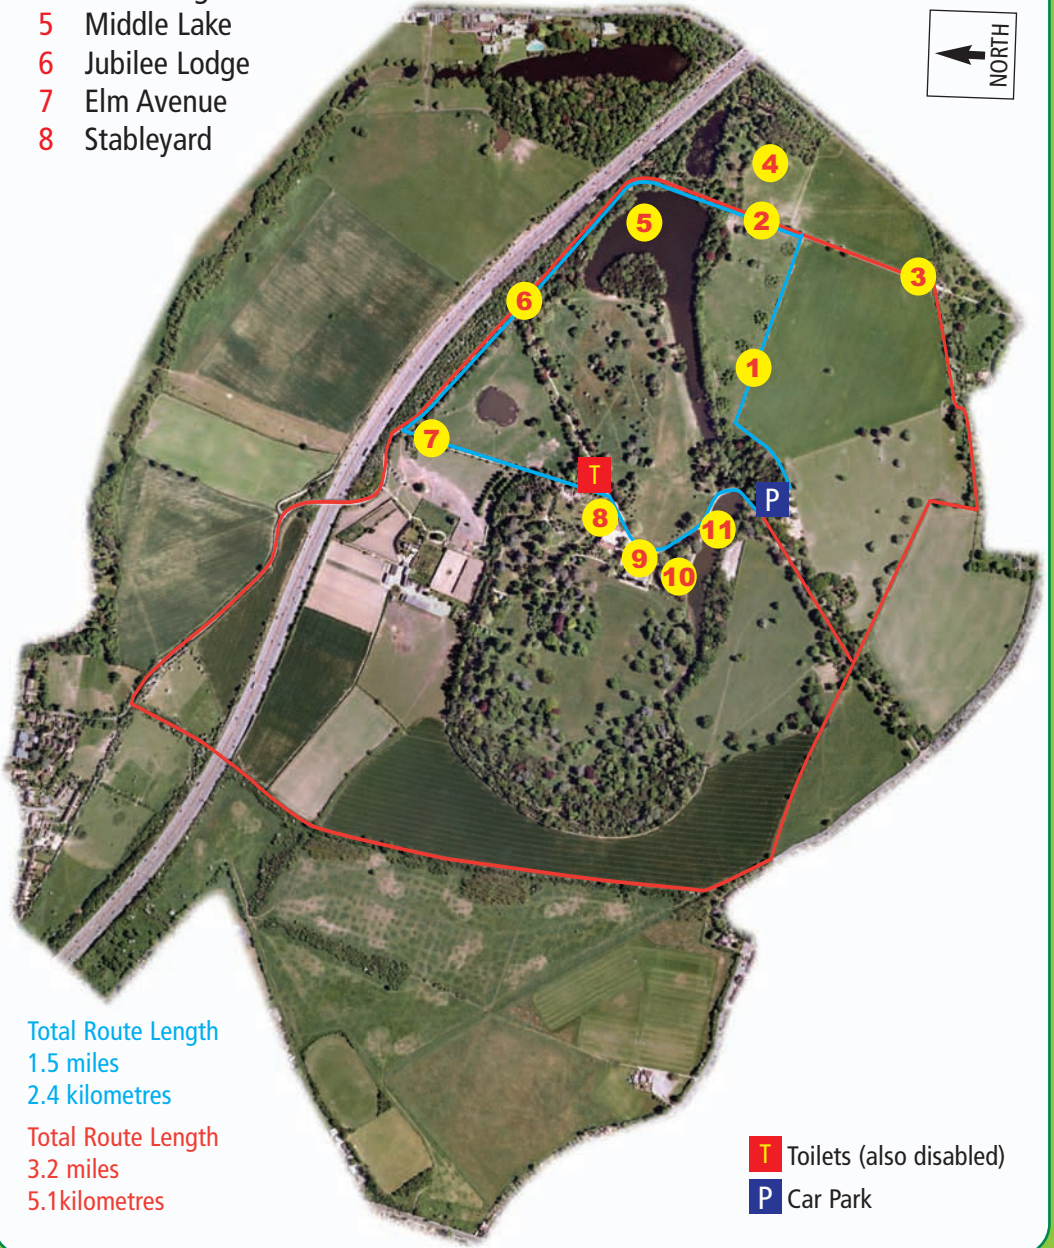 5 Middle Lake
6 Jubilee Lodge
7 Elm Avenue
8 Stableyard
NORTH
4
5
2
3
6
1
7
T
P
8
11
9
10
Total Route Length
1.5 miles
2.4 kilometres
Total Route Length
3.2 miles
5.1kilometres
T Toilets (also disabled)
P Car Park